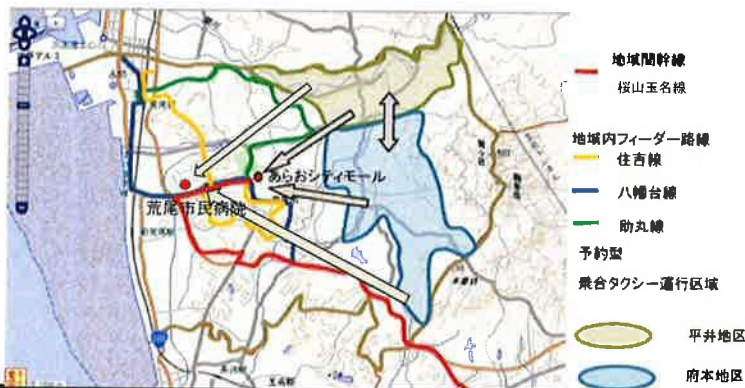 地域間幹線
桜山玉名線
地域内フィーダー路線
住吉線
八幡台線
助丸線
予約型
乗合タクシー運行区域
平井地区
府本地区
あらおシティモール
荒尾市民病院